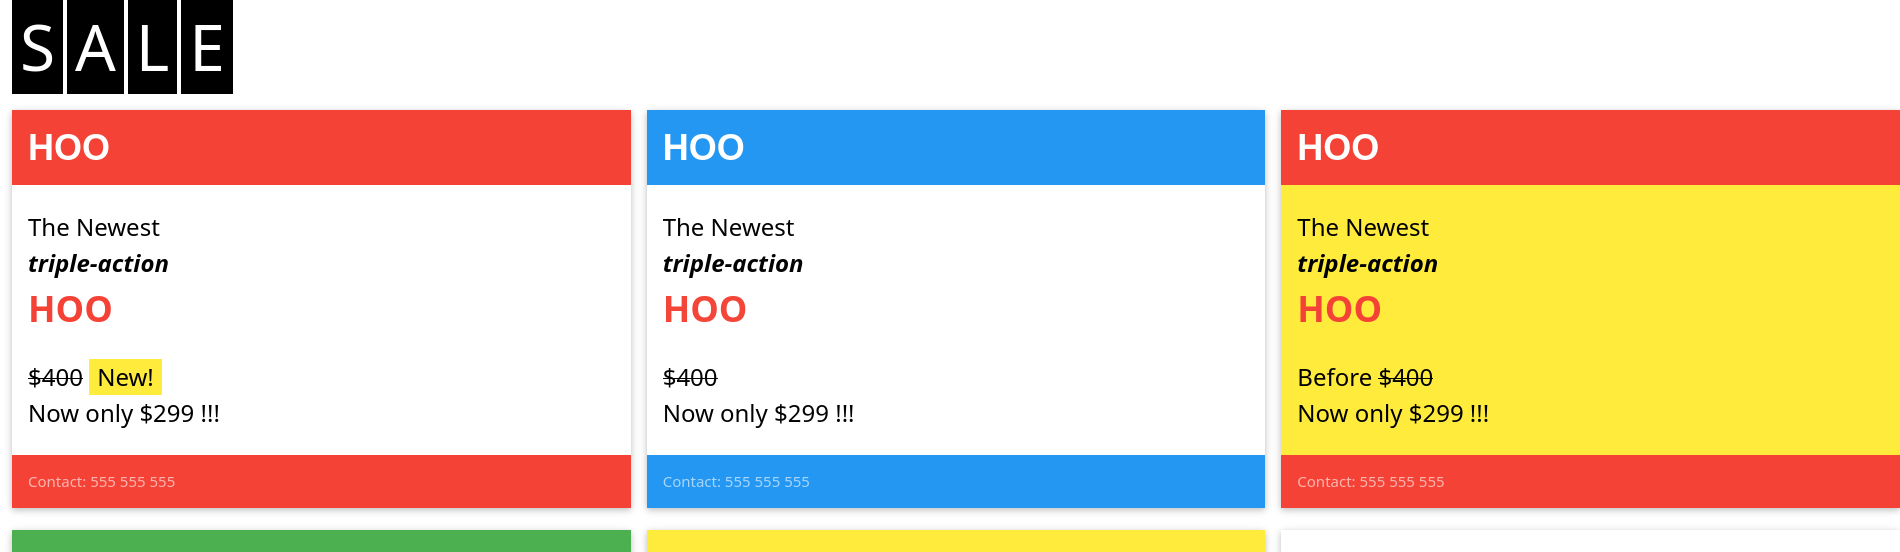 SALE
HOO
The Newest
triple-action
HOO
$400 New!
Now only $299 !!!
Contact: 555 555 555
HOO
The Newest
triple-action
HOO
$400
Now only $299 !!!
Contact: 555 555 555
HOO
The Newest
triple-action
HOO
Before $400
Now only $299 !!!
Contact: 555 555 555